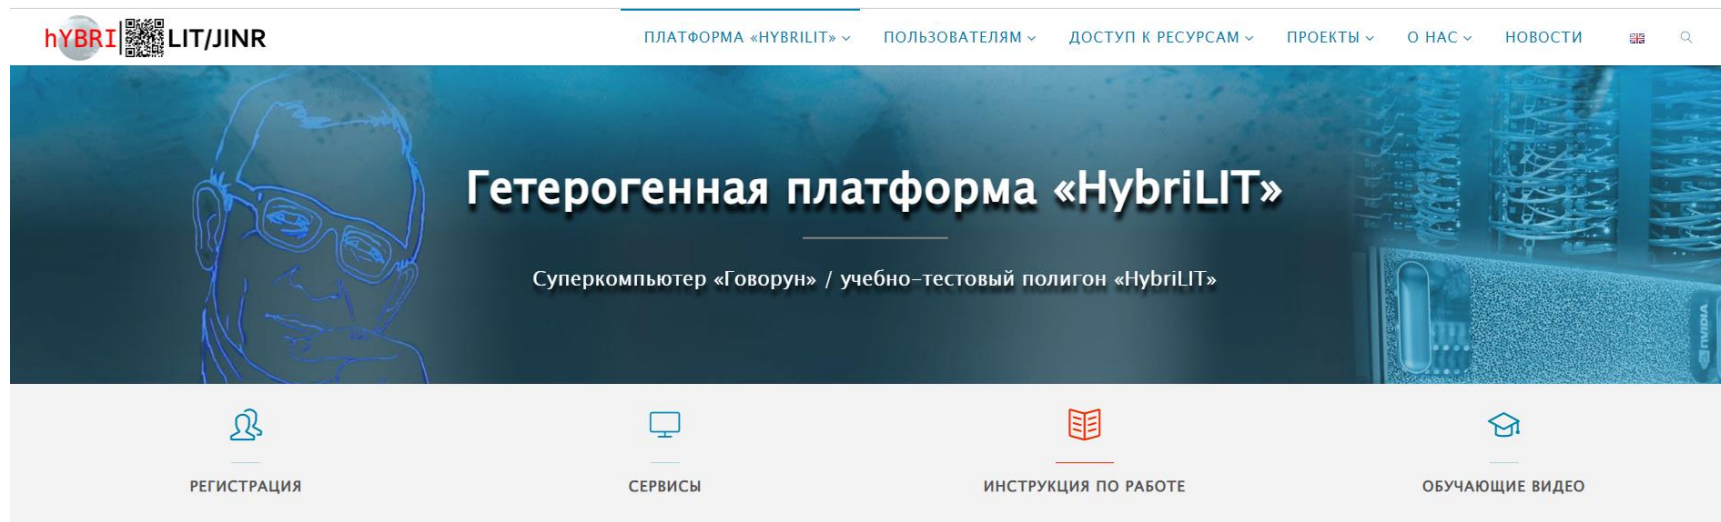 hYBRI LIT/JINR
ПЛАТФОРМА «HYBRILIT» ПОЛЬЗОВАТЕЛЯМ ДОСТУП К РЕСУРСАМ ПРОЕКТЫ О НАС НОВОСТИ
Гетерогенная платформа «HybriLIT»
Суперкомпьютер «Говорун» / учебно-тестовый полигон «HybriLIT»
NVIDIA
РЕГИСТРАЦИЯ
СЕРВИСЫ
ИНСТРУКЦИЯ ПО РАБОТЕ
ОБУЧАЮЩИЕ ВИДЕО